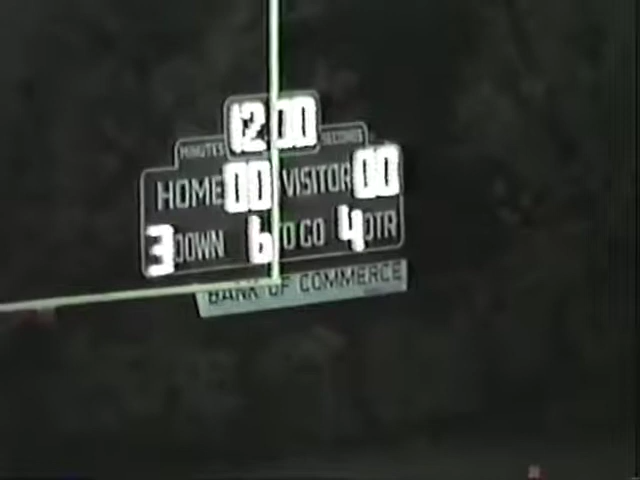 12 00
MINUTES SECONDS
HOME 00 VISITOR 00
3 DOWN 6 TO GO 4 QTR
BANK OF COMMERCE